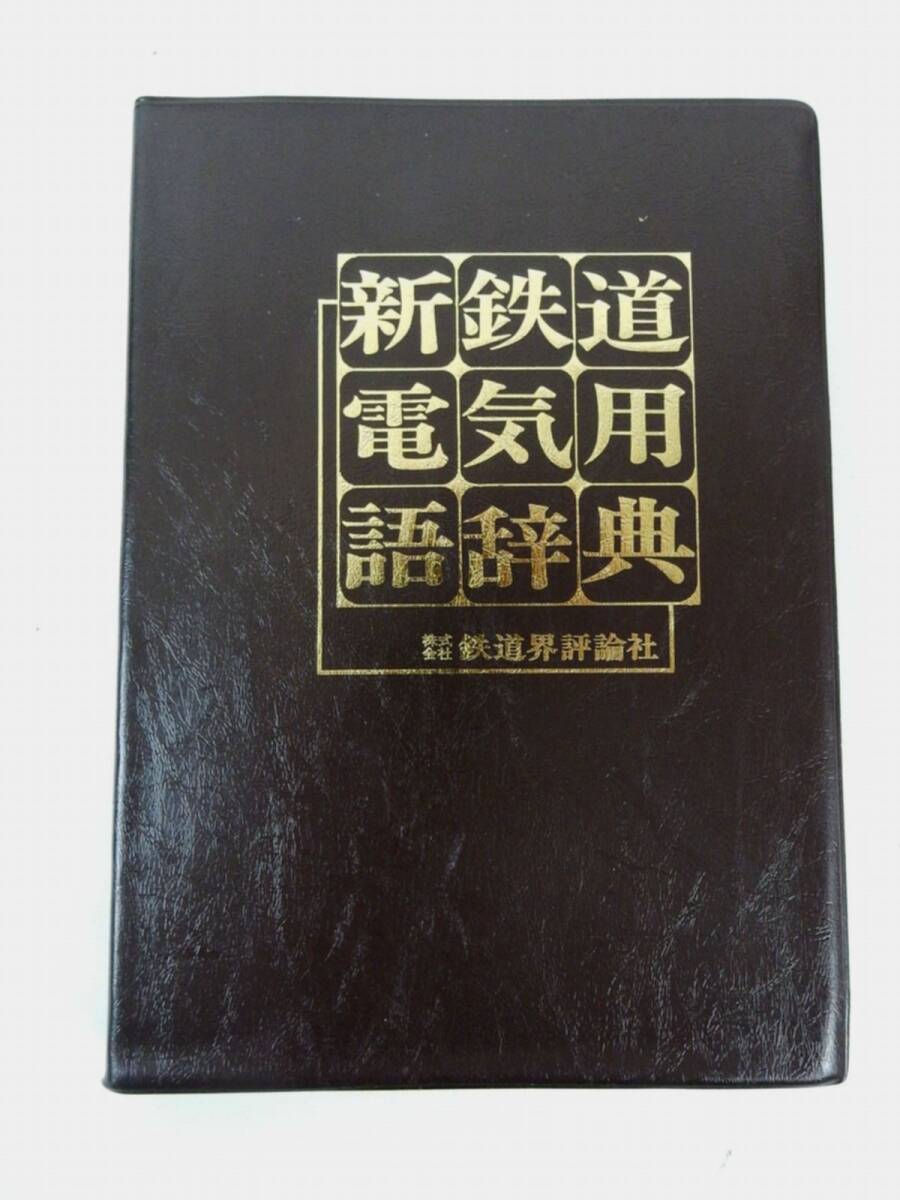 新鉄道
電気用
語辞典
株式会社 鉄道界評論社